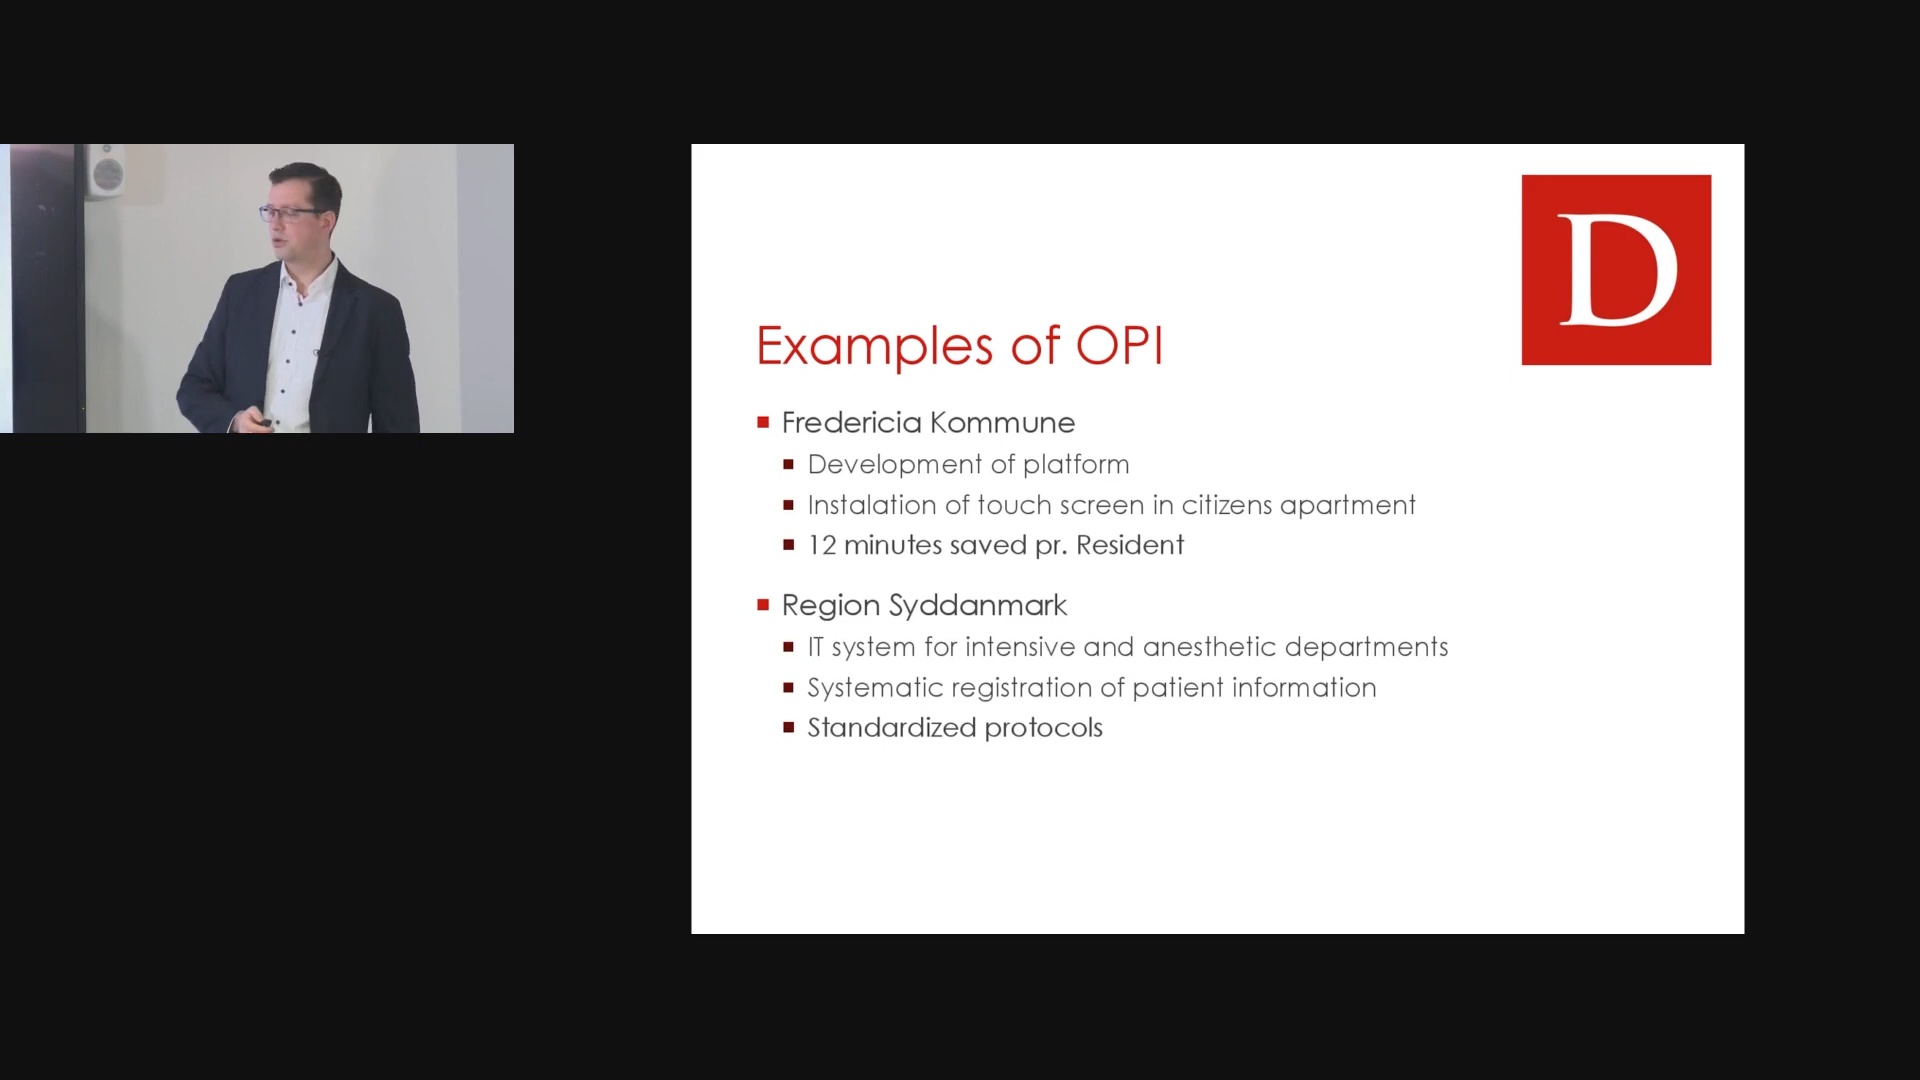 D
Examples of OPI
Fredericia Kommune
Development of platform
Instalation of touch screen in citizens apartment
12 minutes saved pr. Resident
Region Syddanmark
IT system for intensive and anesthetic departments
Systematic registration of patient information
Standardized protocols